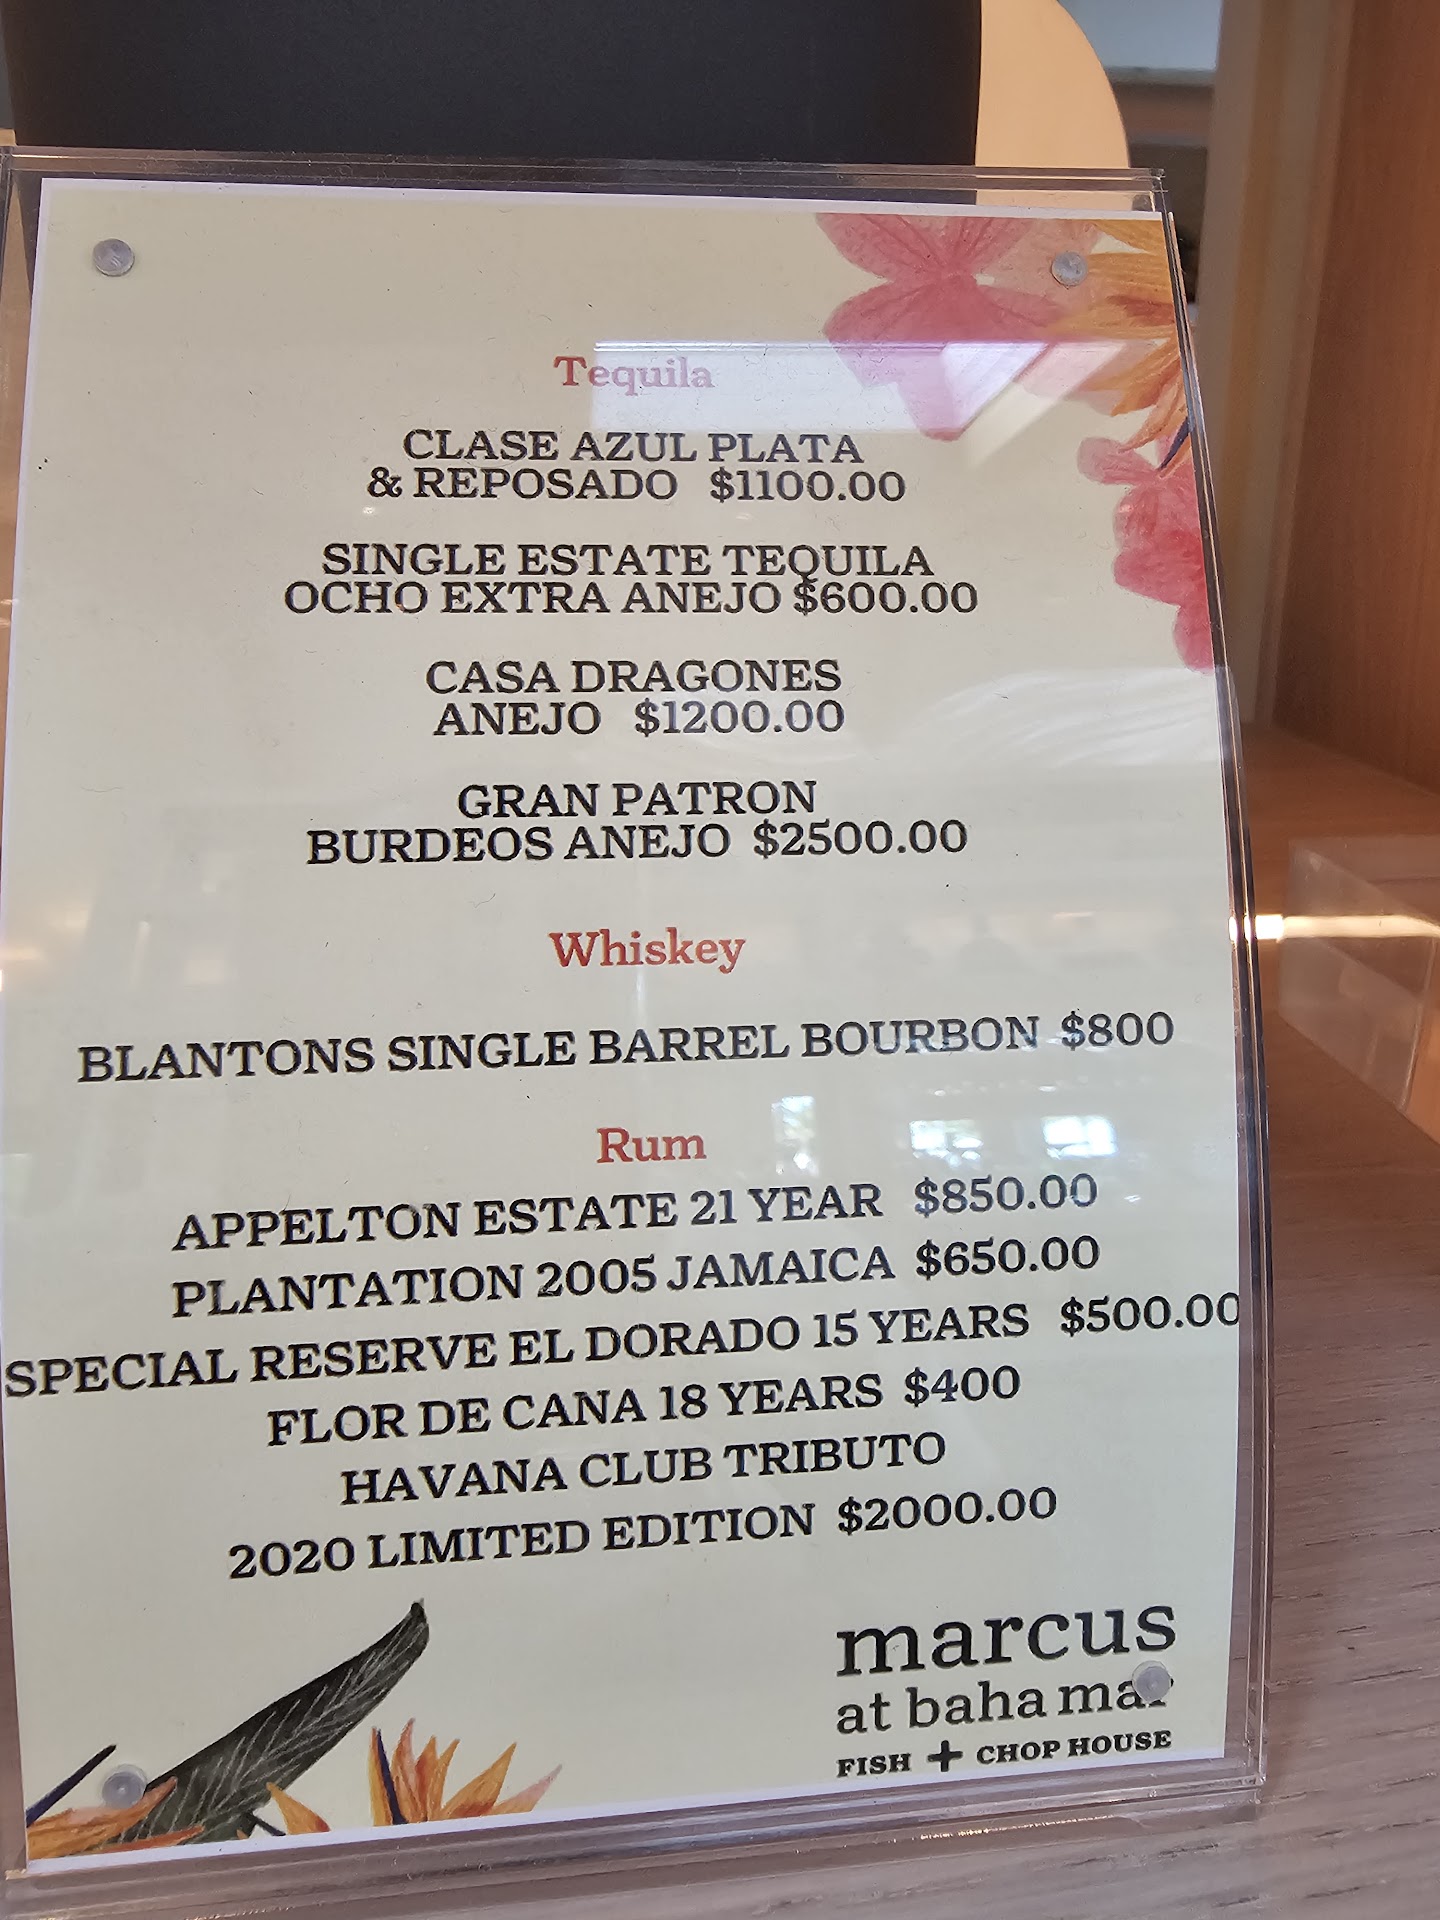 Tequila
CLASE AZUL PLATA
& REPOSADO $1100.00
SINGLE ESTATE TEQUILA
OCHO EXTRA ANEJO $600.00
CASA DRAGONES
ANEJO $1200.00
GRAN PATRON
BURDEOS ANEJO $2500.00
Whiskey
BLANTONS SINGLE BARREL BOURBON $800
Rum
APPELTON ESTATE 21 YEAR $850.00
PLANTATION 2005 JAMAICA $650.00
SPECIAL RESERVE EL DORADO 15 YEARS $500.00
FLOR DE CANA 18 YEARS $400
HAVANA CLUB TRIBUTO
2020 LIMITED EDITION $2000.00
marcus
at baha mar
FISH + CHOP HOUSE